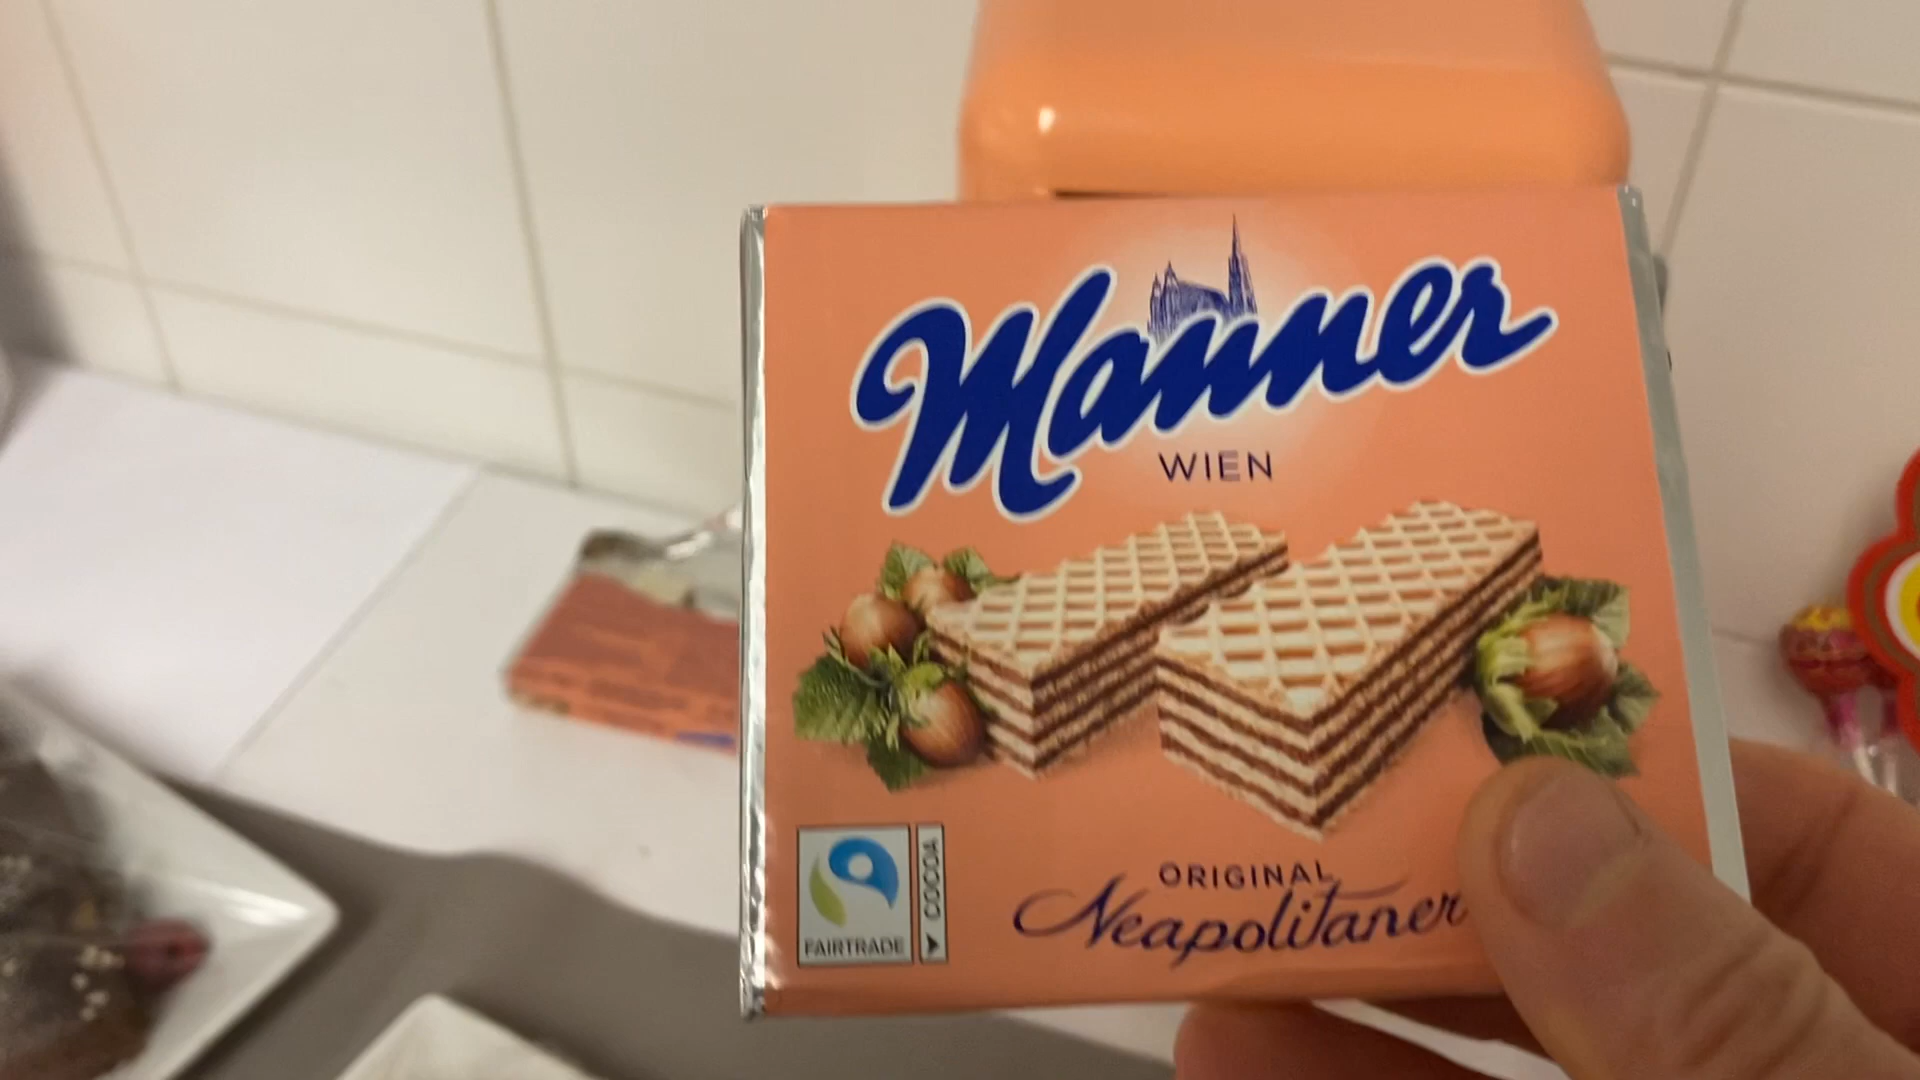 Manner
WIEN
ORIGINAL
Neapolitaner
FAIRTRADE
COCOA